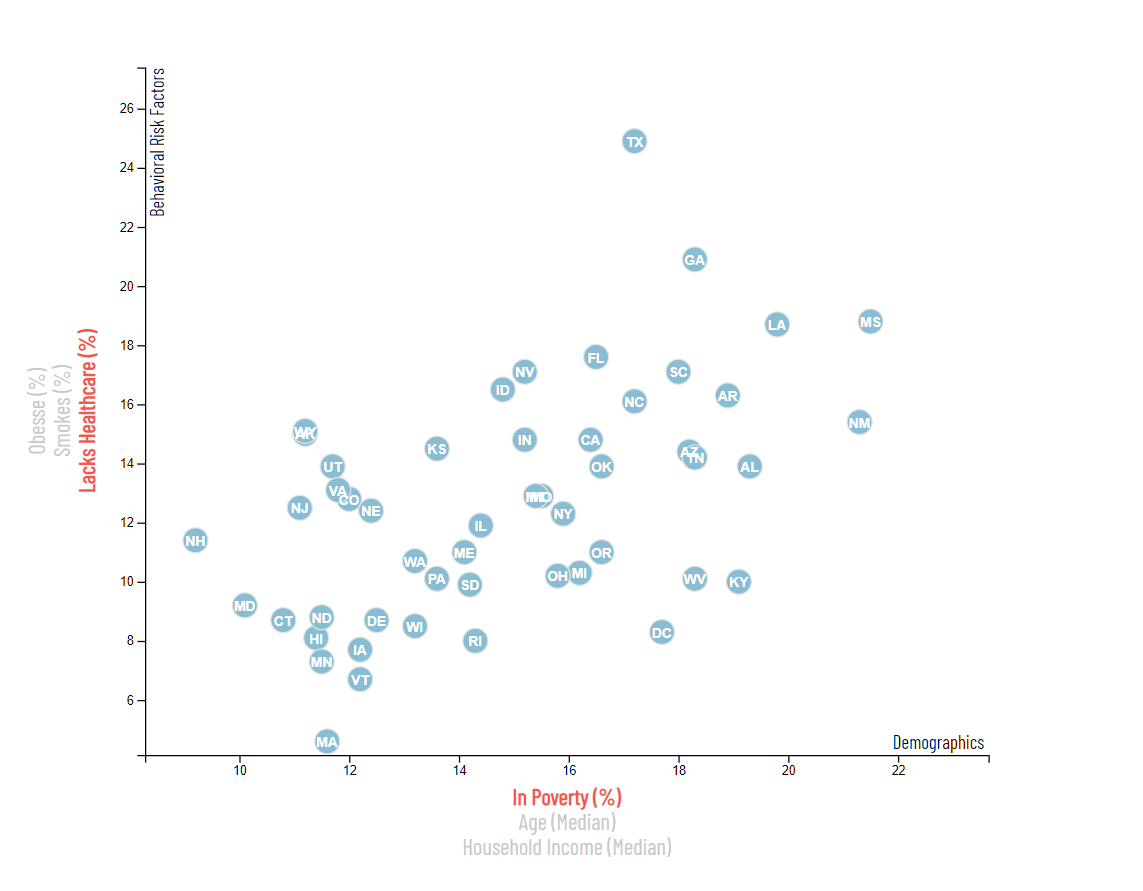 Behavioral Risk Factors
26
24
22
20
18
16
14
12
10
8
6
Obesse (%)
Smokes (%)
Lacks Healthcare (%)
TX
GA
MS
LA
FL
NV
SC
ID
AR
NC
NM
WY
IN
CA
KS
AZ
TN
UT
OK
AL
VA
CO
NJ
NE
NY
IL
NH
ME
OR
WA
MI
OH
PA
WV
KY
SD
MD
ND
CT
DE
WI
DC
HI
RI
IA
MN
VT
MA
Demographics
10 12 14 16 18 20 22
In Poverty (%)
Age (Median)
Household Income (Median)